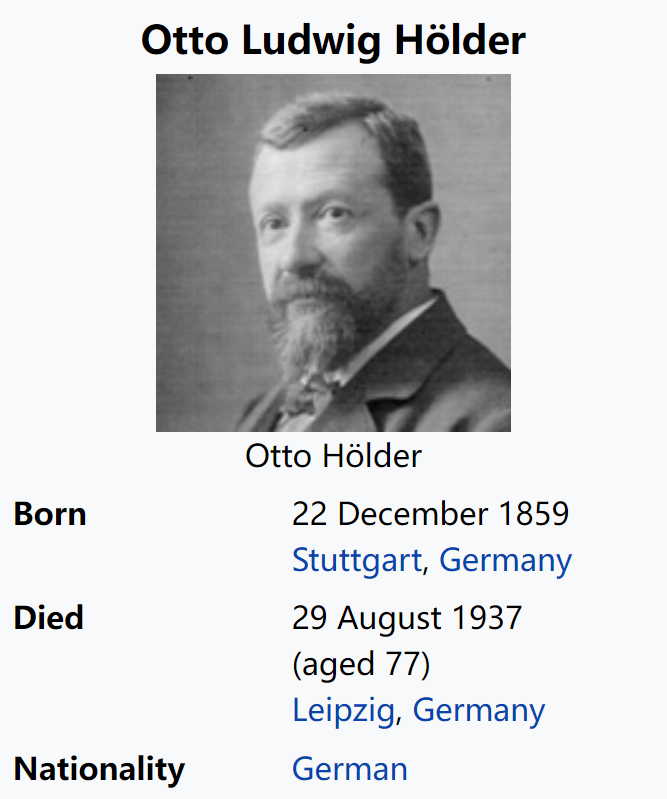 Otto Ludwig Hölder
Otto Hölder
Born 22 December 1859
Stuttgart, Germany
Died 29 August 1937
(aged 77)
Leipzig, Germany
Nationality German